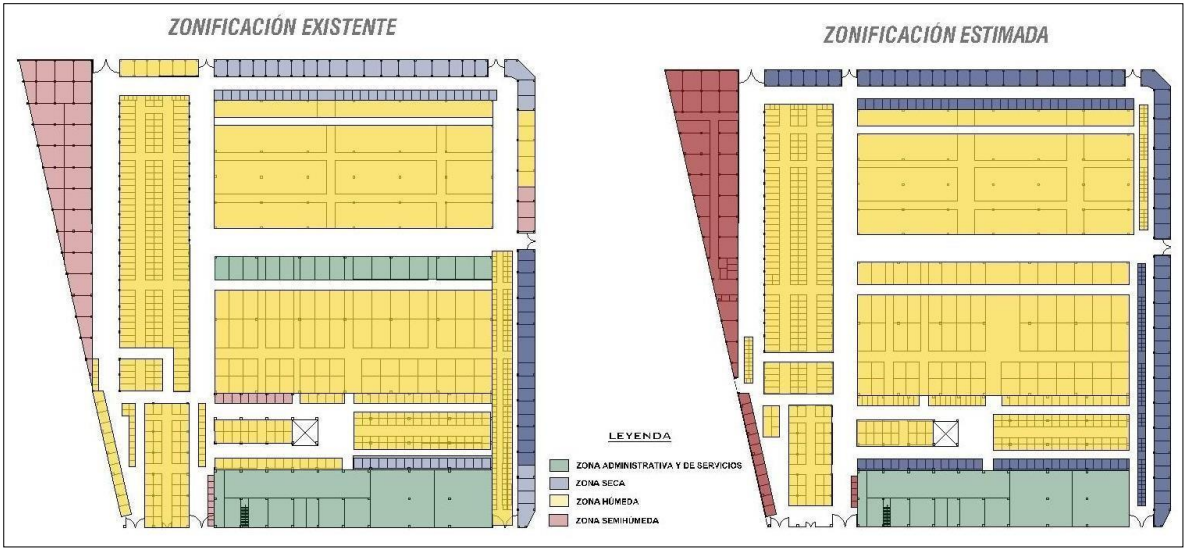 ZONIFICACIÓN EXISTENTE
ZONIFICACIÓN ESTIMADA
LEYENDA
ZONA ADMINISTRATIVA Y DE SERVICIOS
ZONA SECA
ZONA HÚMEDA
ZONA SEMIHÚMEDA